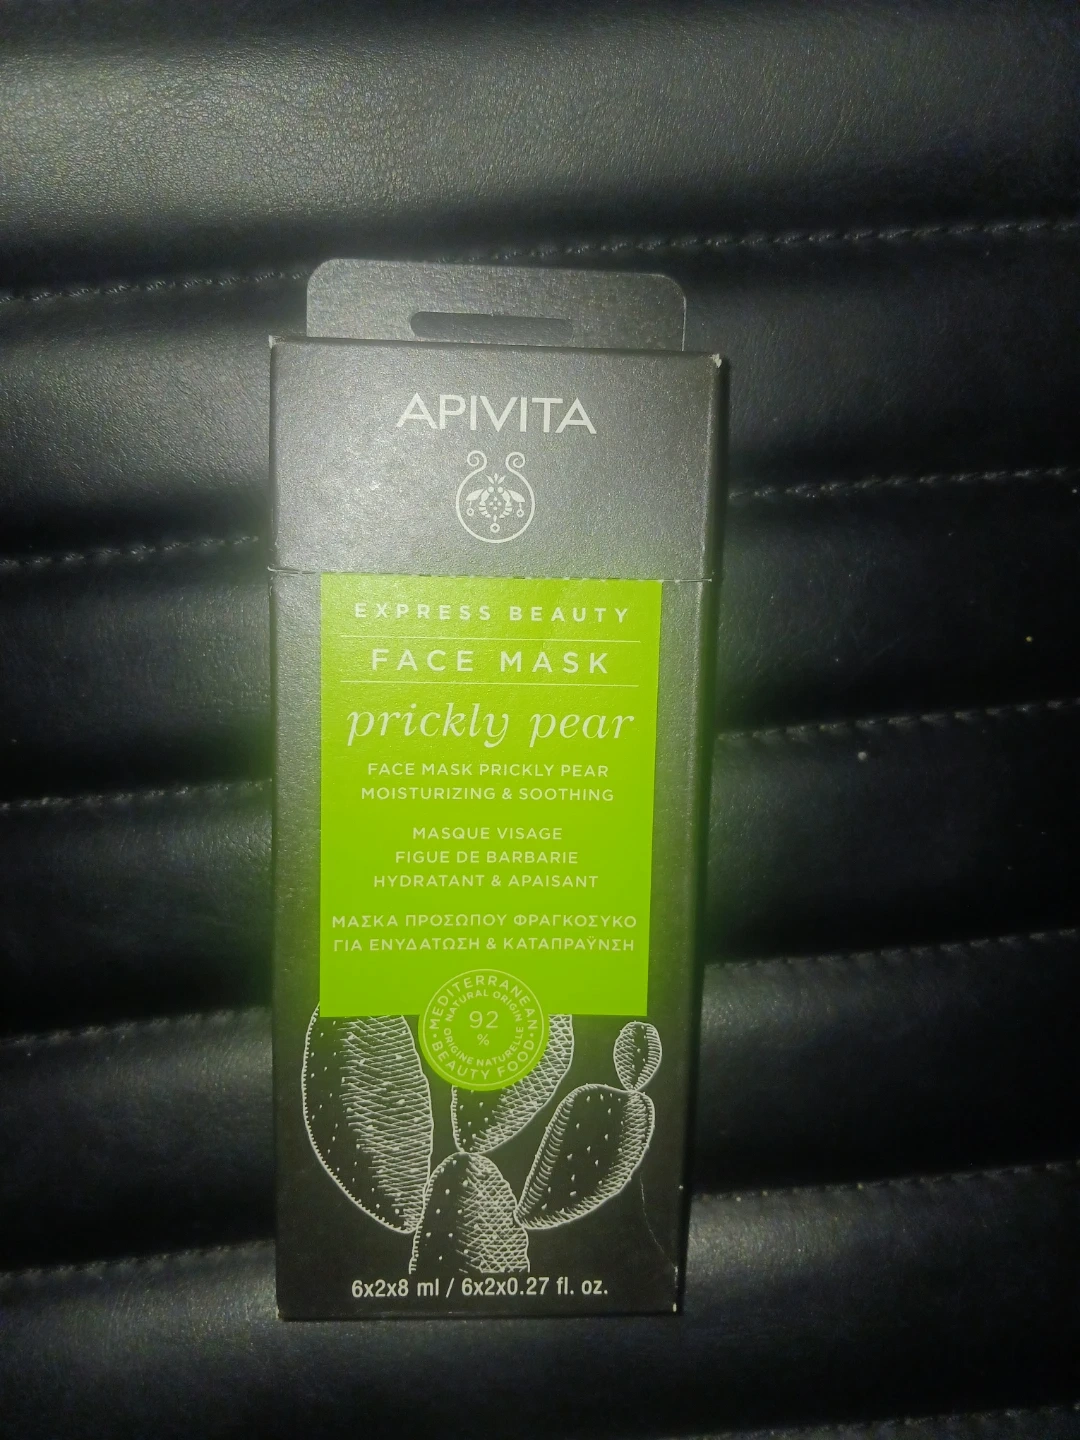 APIVITA
EXPRESS BEAUTY
FACE MASK
prickly pear
FACE MASK PRICKLY PEAR
MOISTURIZING & SOOTHING
MASQUE VISAGE
FIGUE DE BARBARIE
HYDRATANT & APAISANT
ΜΑΣΚΑ ΠΡΟΣΩΠΟΥ ΦΡΑΓΚΟΣΥΚΟ
ΓΙΑ ΕΝΥΔΑΤΩΣΗ & ΚΑΤΑΠΡΑΫΝΣΗ
MEDITERRANEAN
NATURAL ORIGIN
92
%
ORIGINE NATURELLE
BEAUTY FOOD
6x2x8 ml / 6x2x0.27 fl. oz.